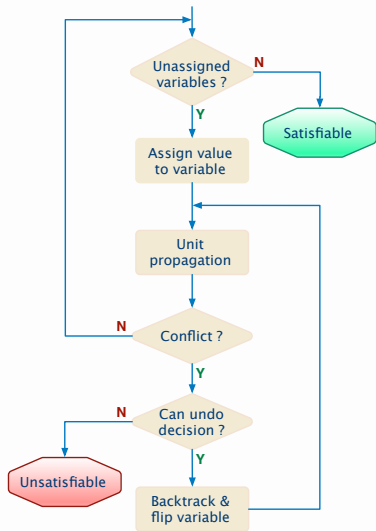 Unassigned
variables ?
N
Y
Satisfiable
Assign value
to variable
Unit
propagation
N
Conflict ?
Y
N
Can undo
decision ?
Y
Unsatisfiable
Backtrack &
flip variable